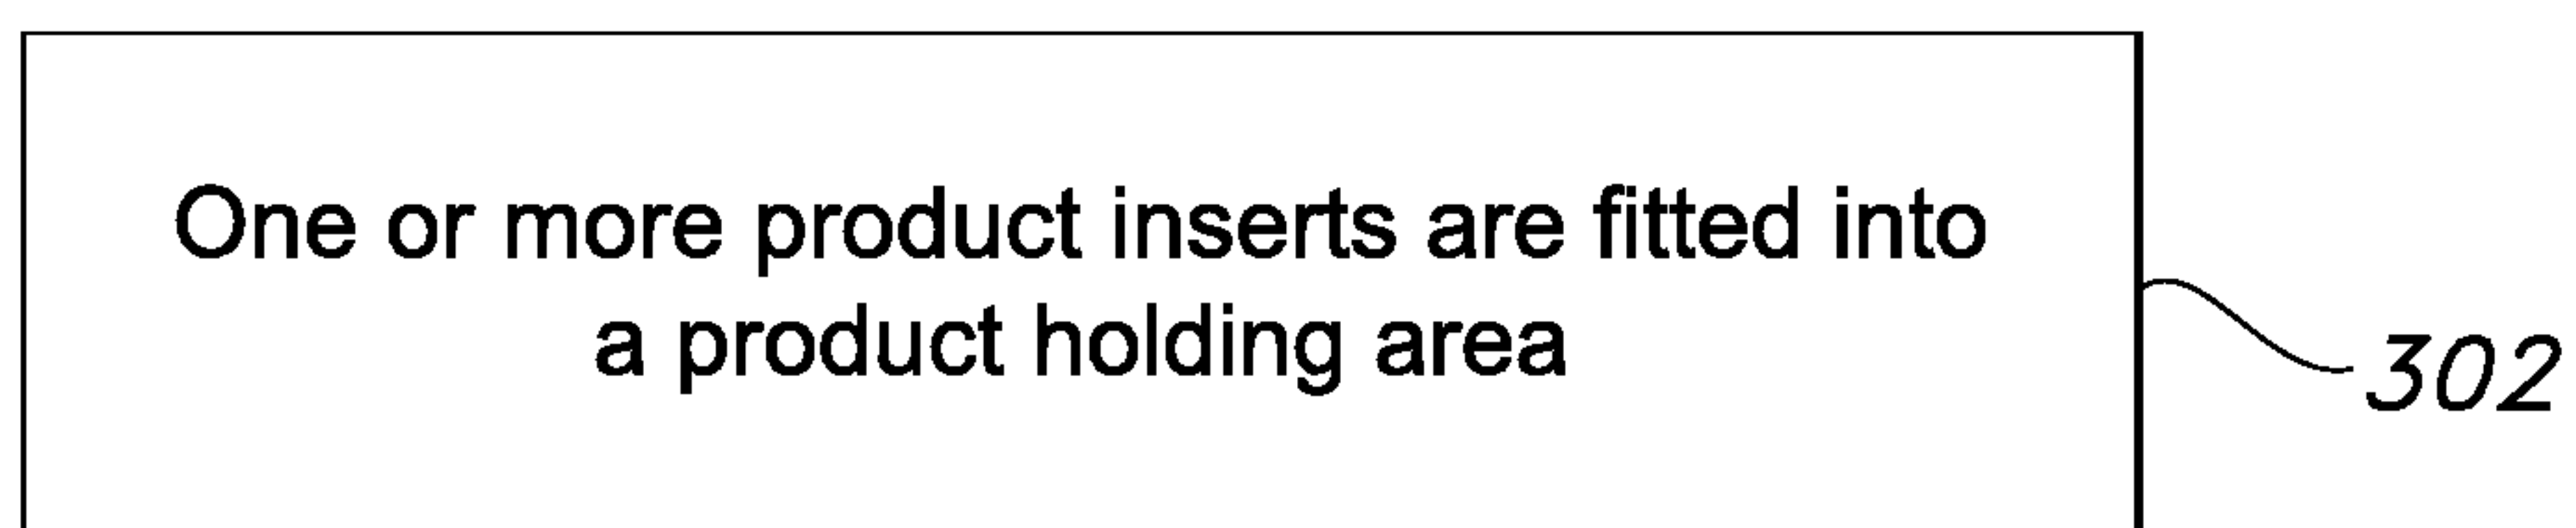 One or more product inserts are fitted into
a product holding area
302